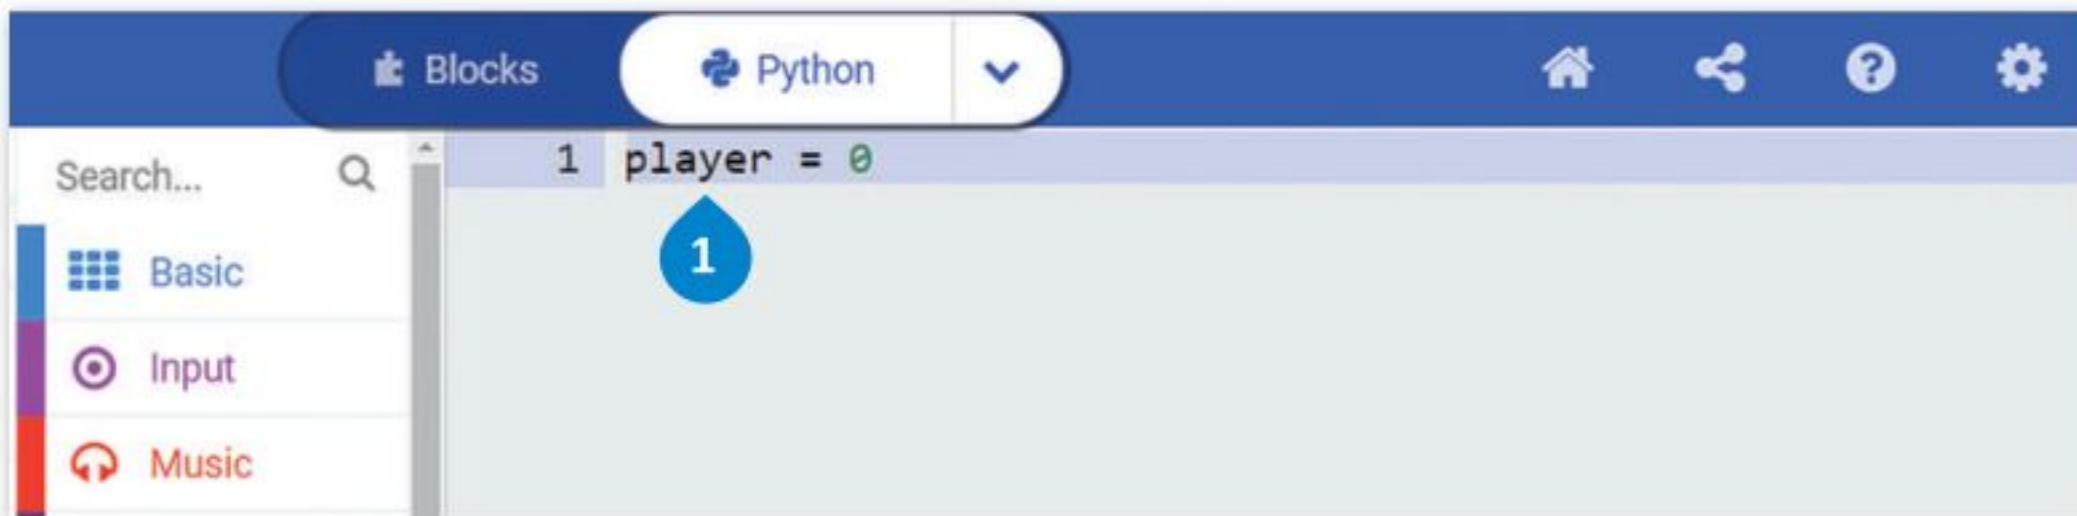 Blocks Python
Search...
1 player = 0
1
Basic
Input
Music